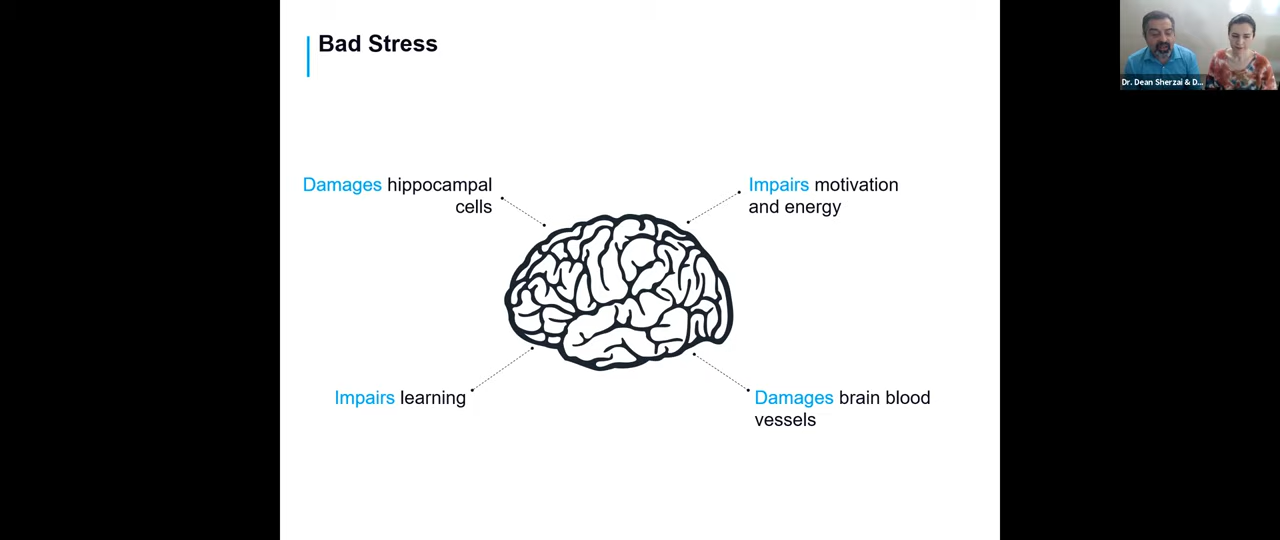 Bad Stress
Dr. Dean Sherzai & D...
Damages hippocampal
cells
Impairs motivation
and energy
Impairs learning
Damages brain blood
vessels